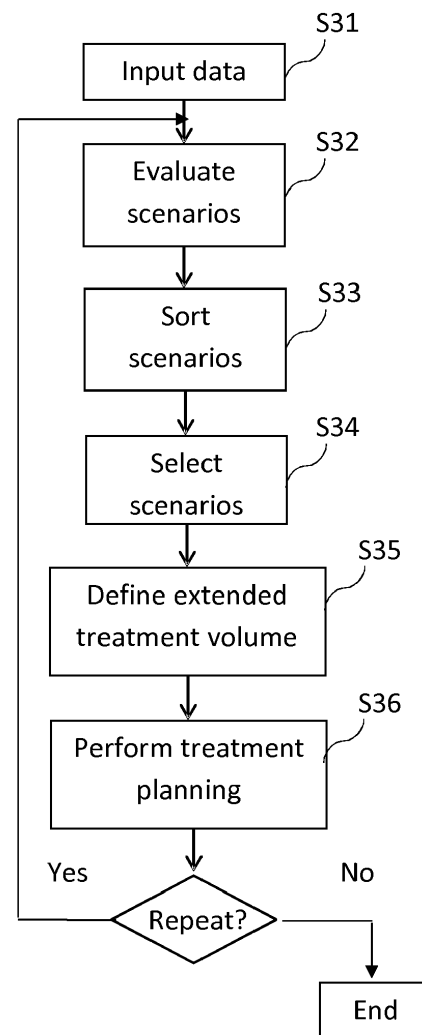 S31
Input data
S32
Evaluate
scenarios
S33
Sort
scenarios
S34
Select
scenarios
S35
Define extended
treatment volume
S36
Perform treatment
planning
Yes
No
Repeat?
End